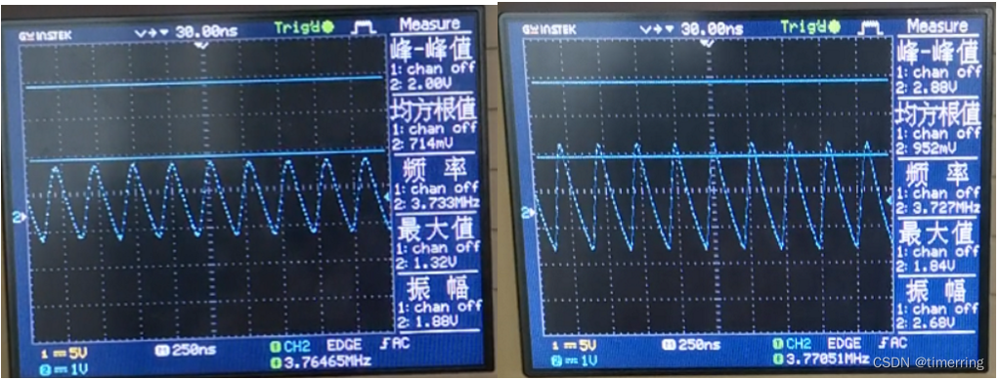 GWINSTEK
30.00ns
Trig'd
Measure
峰-峰值
1: chan off
2: 2.00V
均方根值
1: chan off
2: 714mV
频 率
1: chan off
2: 3.733MHz
最大值
1: chan off
2: 1.32V
振 幅
1: chan off
2: 1.88V
2
1 5V
2 1V
250ns
CH2 EDGE AC
3.76465MHz
GWINSTEK
30.00ns
Trig'd
Measure
峰-峰值
1: chan off
2: 2.88V
均方根值
1: chan off
2: 952mV
频 率
1: chan off
2: 3.727MHz
最大值
1: chan off
2: 1.84V
振 幅
1: chan off
2: 2.68V
2
1 5V
2 1V
250ns
CH2 EDGE AC
3.77051MHz
CSDN @timerring